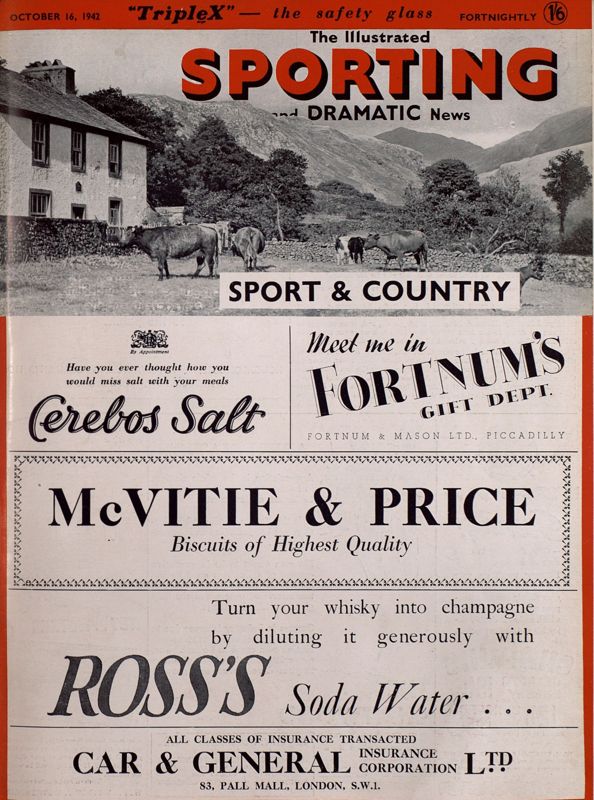 OCTOBER 16, 1942
"TripleX" — the safety glass
FORTNIGHTLY 1/6
The Illustrated
SPORTING
and DRAMATIC News
SPORT & COUNTRY
By Appointment
Have you ever thought how you
would miss salt with your meals
Cerebos Salt
Meet me in
FORTNUM'S
GIFT DEPT.
FORTNUM & MASON LTD., PICCADILLY
McVITIE & PRICE
Biscuits of Highest Quality
Turn your whisky into champagne
by diluting it generously with
ROSS'S Soda Water ...
ALL CLASSES OF INSURANCE TRANSACTED
CAR & GENERAL INSURANCE CORPORATION LTD
83, PALL MALL, LONDON, S.W.1.